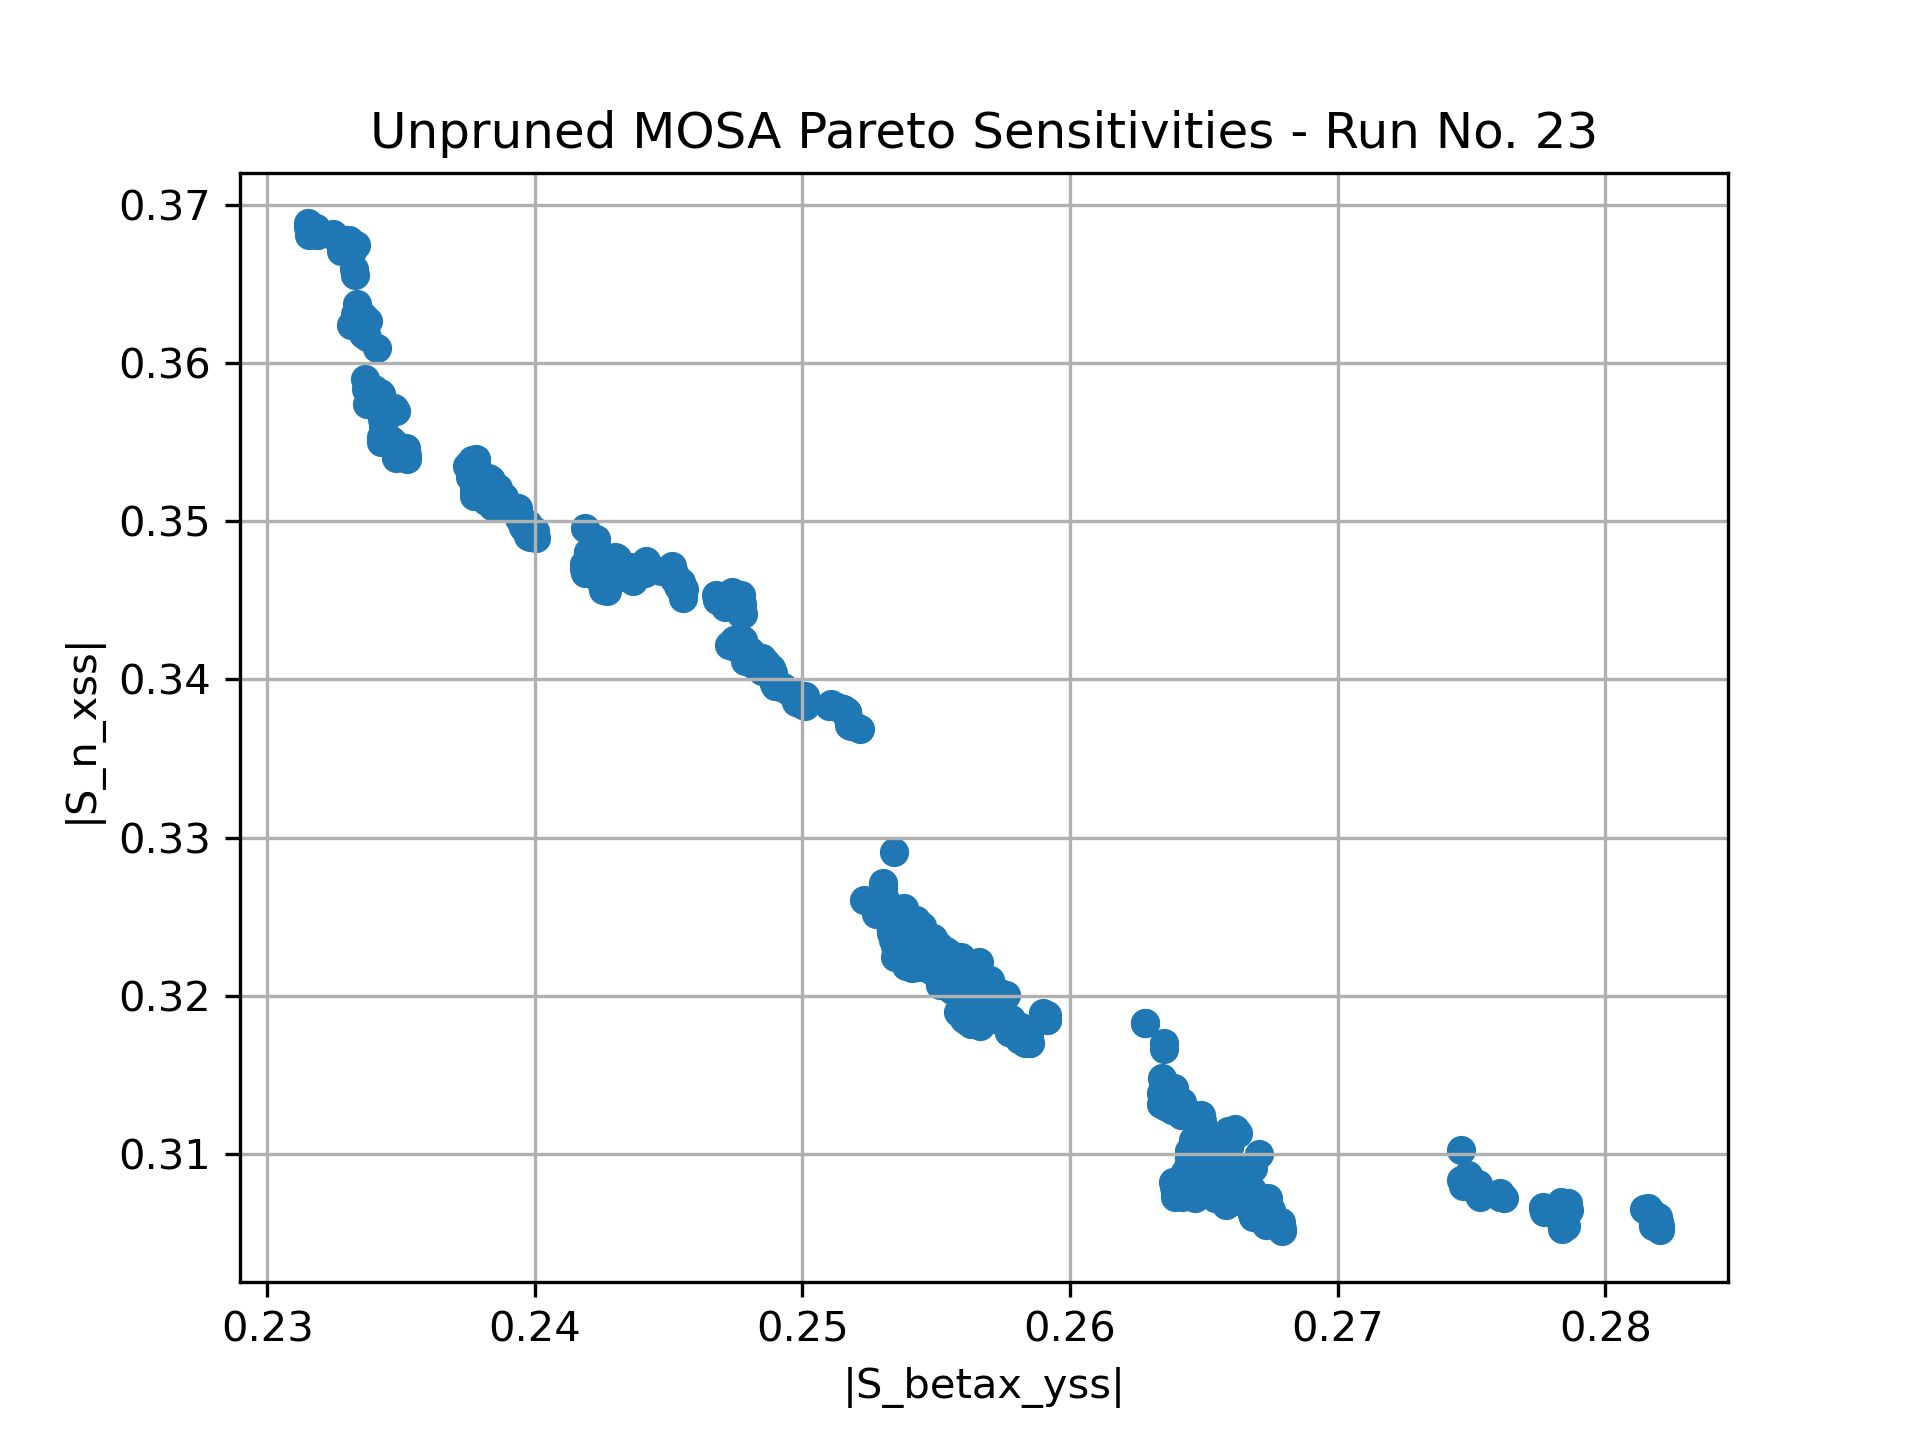 Unpruned MOSA Pareto Sensitivities - Run No. 23
0.37
0.36
0.35
0.34
0.33
0.32
0.31
|S_n_xss|
0.23 0.24 0.25 0.26 0.27 0.28
|S_betax_yss|